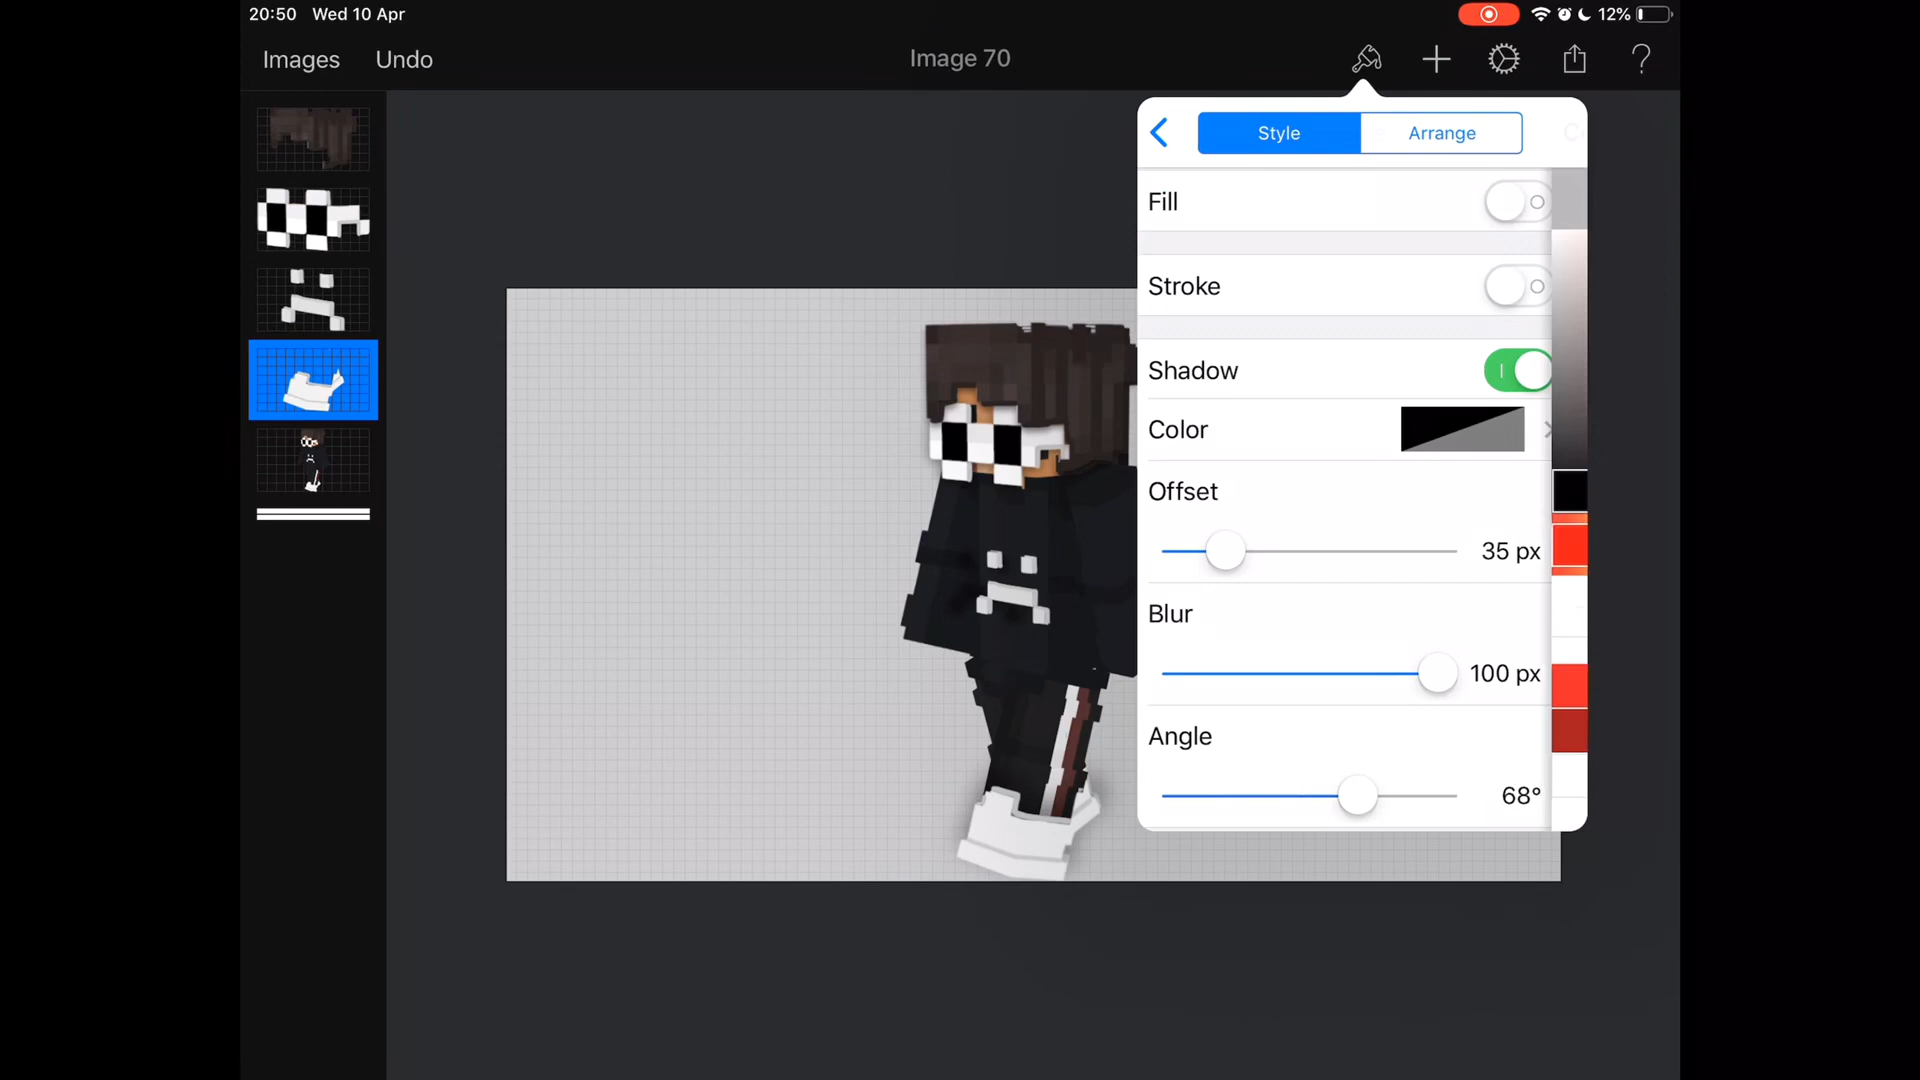 20:50 Wed 10 Apr
12%
Images Undo Image 70 ?
Style Arrange
Fill
Stroke
Shadow
Color
Offset
35 px
Blur
100 px
Angle
68°